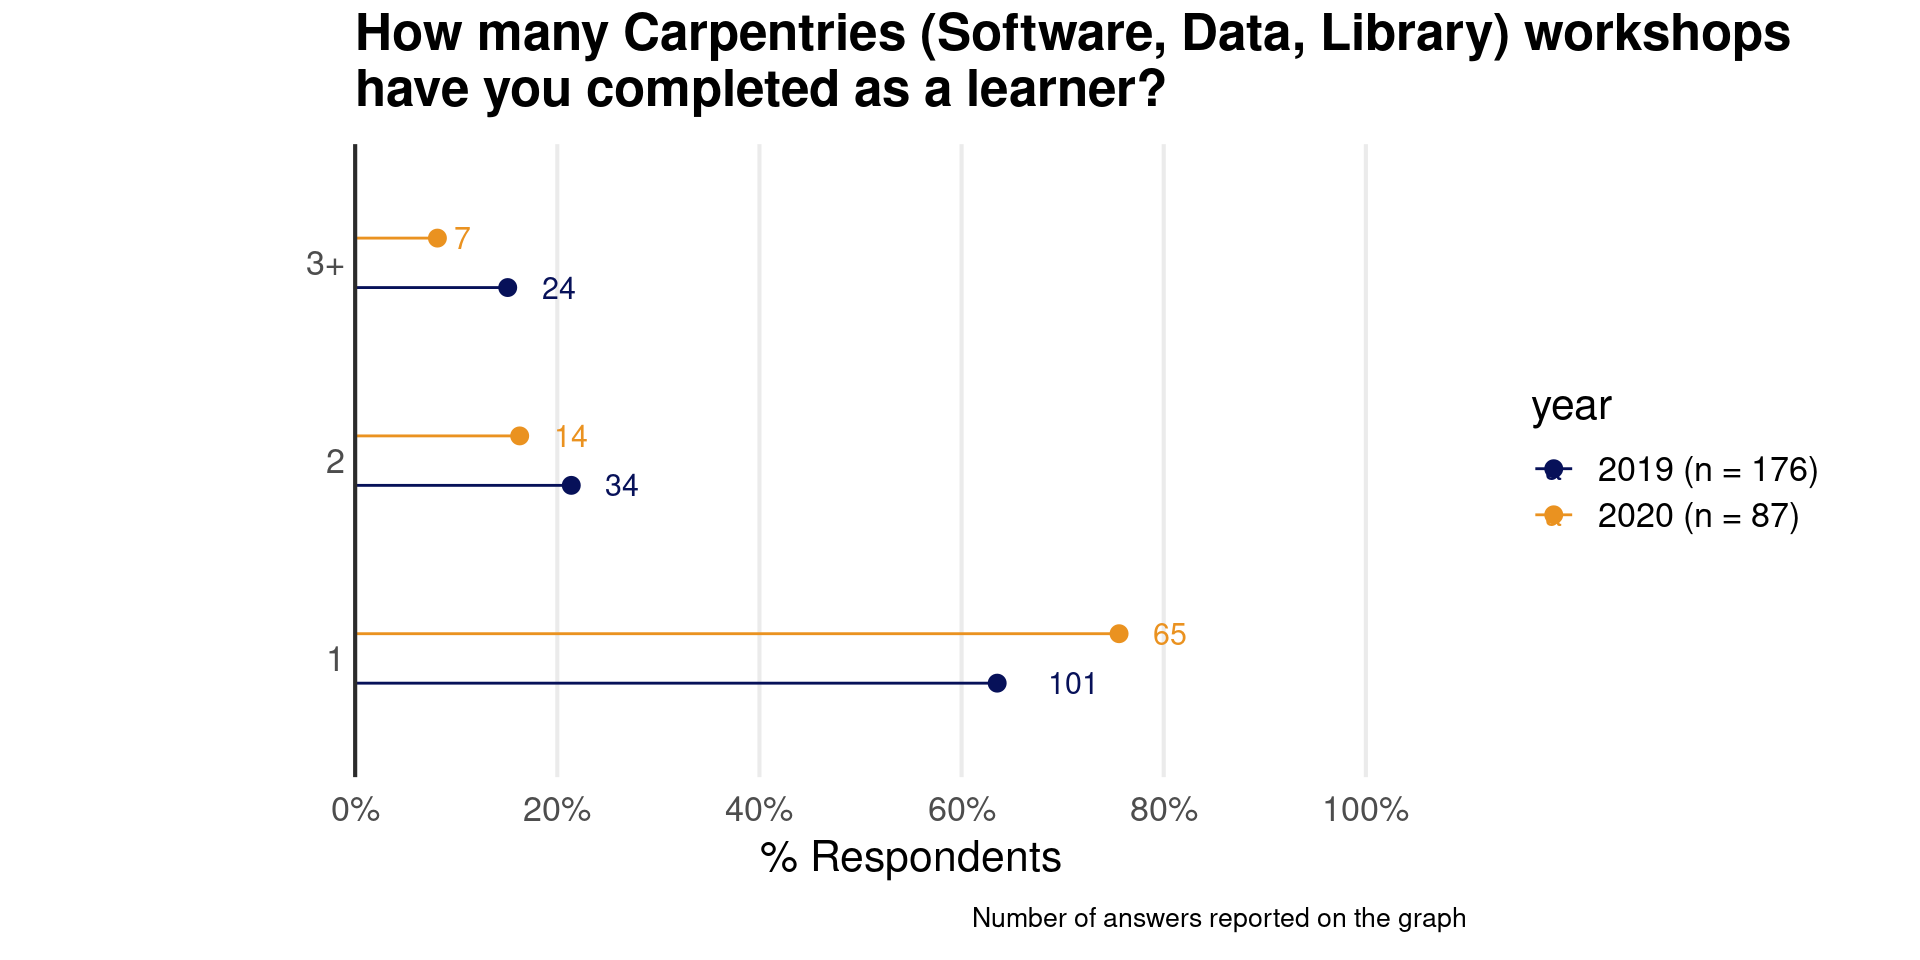 How many Carpentries (Software, Data, Library) workshops
have you completed as a learner?
3+
7
24
2
14
34
1
65
101
year
2019 (n = 176)
2020 (n = 87)
0% 20% 40% 60% 80% 100%
% Respondents
Number of answers reported on the graph